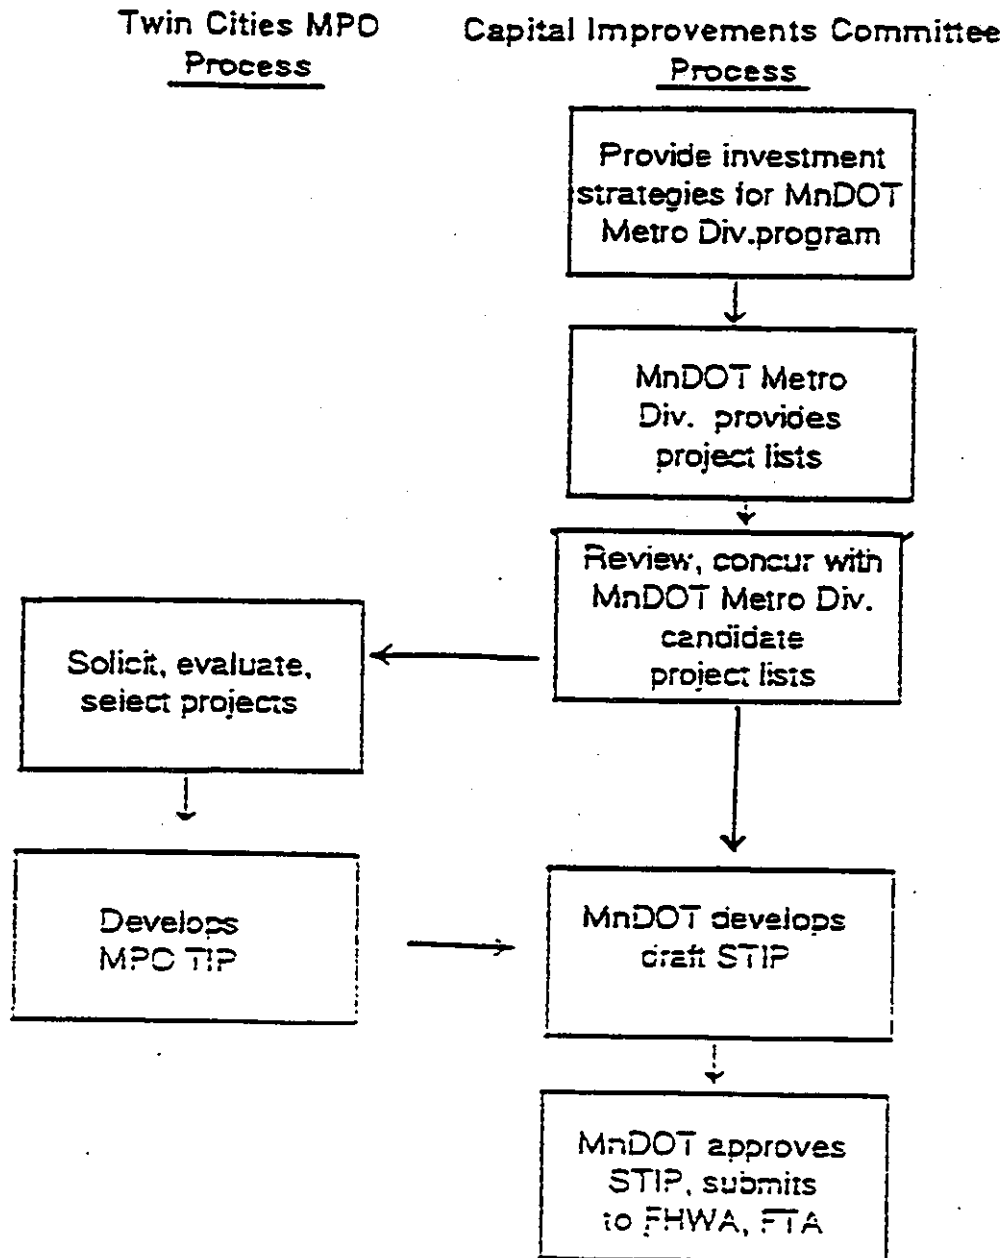 Twin Cities MPO
Process
Capital Improvements Committee
Process
Provide investment
strategies for MnDOT
Metro Div.program
MnDOT Metro
Div. provides
project lists
Review, concur with
MnDOT Metro Div.
candidate
project lists
Solicit, evaluate,
select projects
Develops
MPO TIP
MnDOT develops
draft STIP
MnDOT approves
STIP, submits
to FHWA, FTA